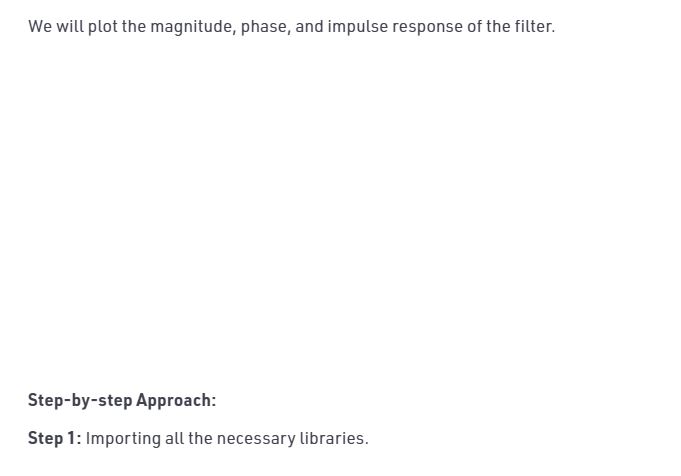 We will plot the magnitude, phase, and impulse response of the filter.
Step-by-step Approach:
Step 1: Importing all the necessary libraries.